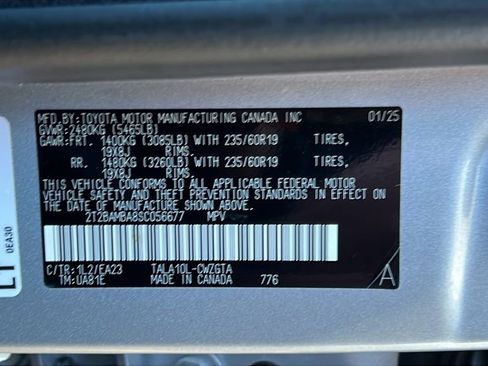 MFD.BY:TOYOTA MOTOR MANUFACTURING CANADA INC 01/25
GVWR:2480KG (5465LB)
GAWR:FRT. 1400KG (3085LB) WITH 235/60R19 TIRES,
19X8J RIMS,
RR. 1480KG (3260LB) WITH 235/60R19 TIRES,
19X8J RIMS.
THIS VEHICLE CONFORMS TO ALL APPLICABLE FEDERAL MOTOR
VEHICLE SAFETY AND THEFT PREVENTION STANDARDS IN
EFFECT ON THE DATE OF MANUFACTURE SHOWN ABOVE.
2T2BAMBA8SC056677 MPV
C/TR:1L2/EA23 TALA10L-CWZGTA
TM:UA81E MADE IN CANADA 776
A
0EA30